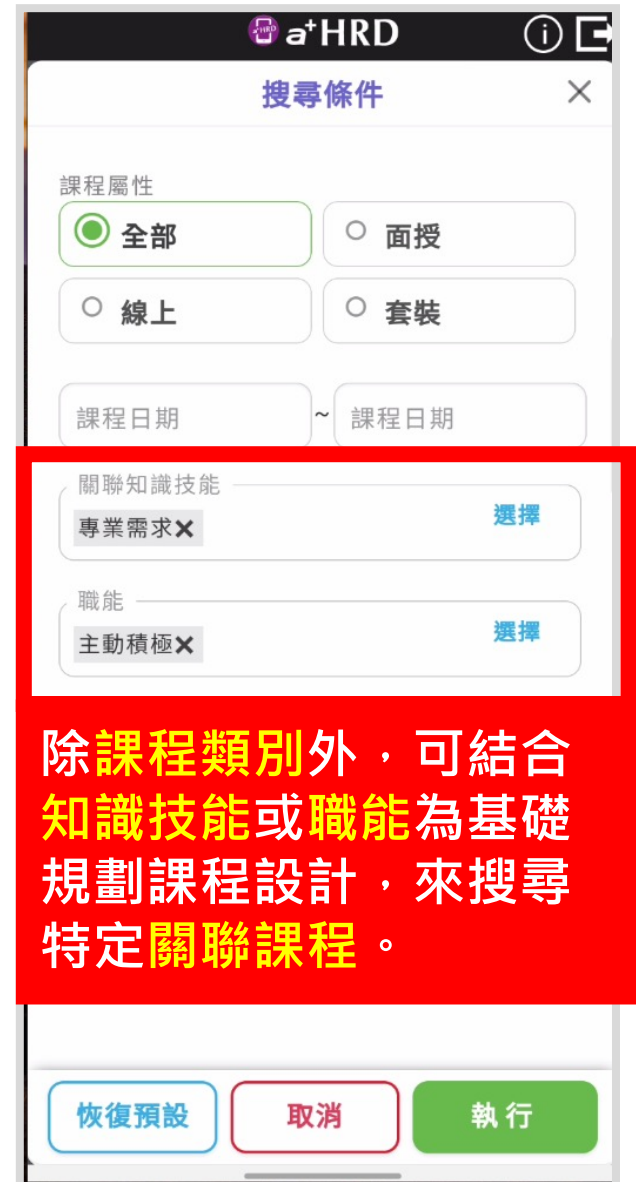 a⁺HRD
搜尋條件
課程屬性
全部
面授
線上
套裝
課程日期 ~ 課程日期
關聯知識技能
專業需求✕
選擇
職能
主動積極✕
選擇
除課程類別外，可結合
知識技能或職能為基礎
規劃課程設計，來搜尋
特定關聯課程。
恢復預設
取消
執行